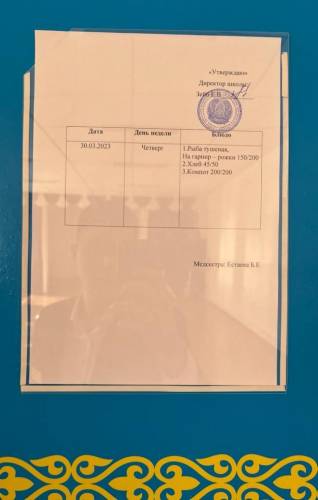 «Утверждаю»
Директор школы:
Дата
День недели
Блюдо
30.03.2023
Четверг
1.Рыба тушеная,
На гарнир – рожки 150/200
2.Хлеб 45/50
3.Компот 200/200
Медсестра: Естаева Б.Е